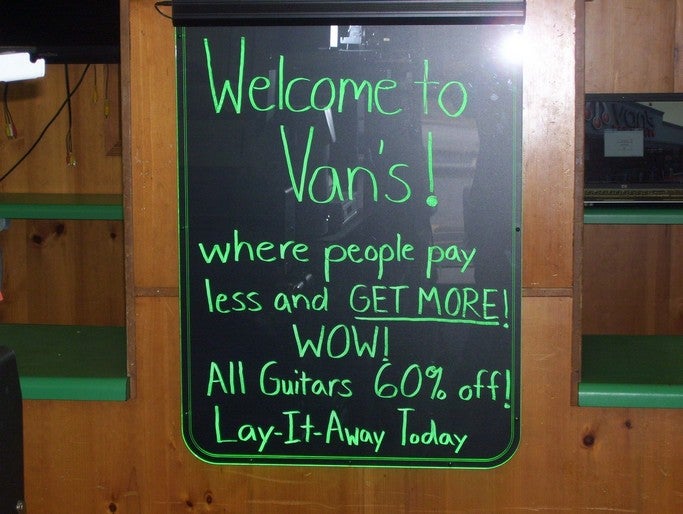 Welcome to
Van's!
where people pay
less and GET MORE!
WOW!
All Guitars 60% off!
Lay-It-Away Today